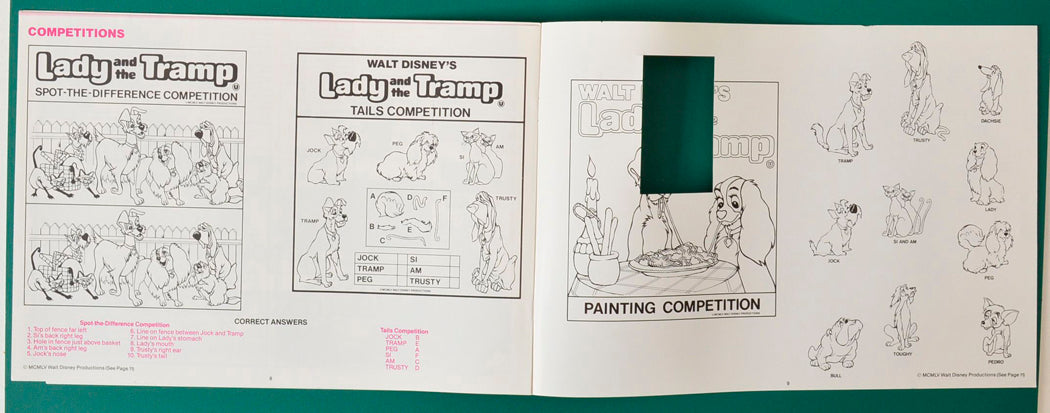 COMPETITIONS
Lady and the Tramp
SPOT-THE-DIFFERENCE COMPETITION
WALT DISNEY'S
Lady and the Tramp
TAILS COMPETITION
JOCK
PEG
SI
AM
TRAMP
TRUSTY
A
D
F
B
E
C
JOCK SI
TRAMP AM
PEG TRUSTY
CORRECT ANSWERS
Spot-the-Difference Competition
1. Top of fence far left
2. Si's back right leg
3. Hole in fence just above basket
4. Am's back right leg
5. Jock's nose
6. Line on fence between Jock and Tramp
7. Line on Lady's stomach
8. Lady's mouth
9. Trusty's right ear
10. Trusty's tail
Tails Competition
JOCK B
TRAMP E
PEG A
SI F
AM C
TRUSTY D
© MCMLV Walt Disney Productions (See Page 11)
8
WALT D 'S
Lad Tramp
PAINTING COMPETITION
TRAMP
TRUSTY
DACHSIE
JOCK
SI AND AM
LADY
PEG
BULL
TOUGHY
PEDRO
9
© MCMLV Walt Disney Productions (See Page 11)